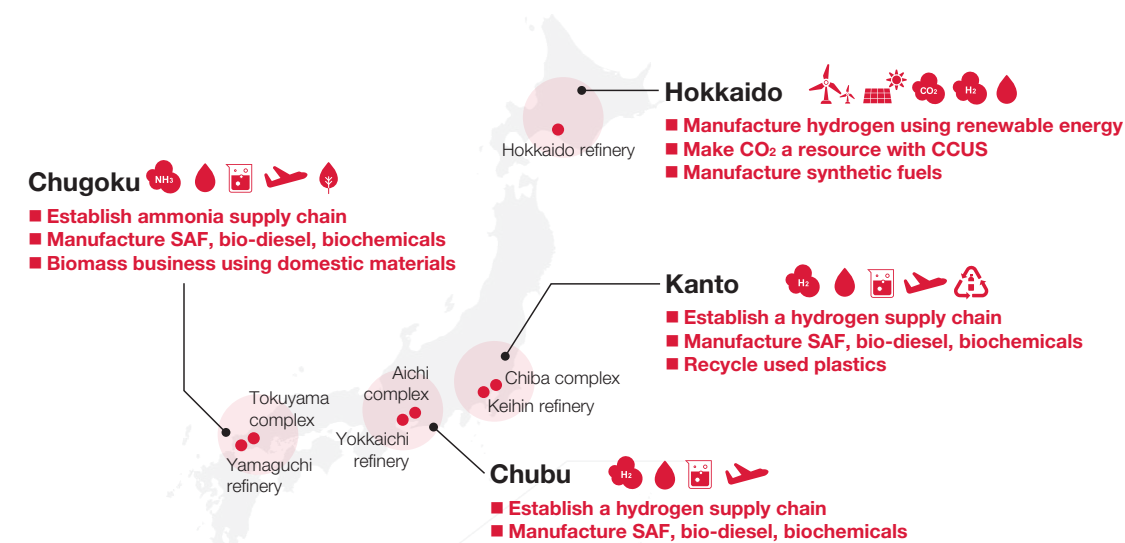 Hokkaido
CO₂
H₂
■ Manufacture hydrogen using renewable energy
■ Make CO₂ a resource with CCUS
■ Manufacture synthetic fuels
Hokkaido refinery
Chugoku
NH₃
■ Establish ammonia supply chain
■ Manufacture SAF, bio-diesel, biochemicals
■ Biomass business using domestic materials
Kanto
H₂
■ Establish a hydrogen supply chain
■ Manufacture SAF, bio-diesel, biochemicals
■ Recycle used plastics
Chiba complex
Keihin refinery
Aichi
complex
Yokkaichi
refinery
Tokuyama
complex
Yamaguchi
refinery
Chubu
H₂
■ Establish a hydrogen supply chain
■ Manufacture SAF, bio-diesel, biochemicals